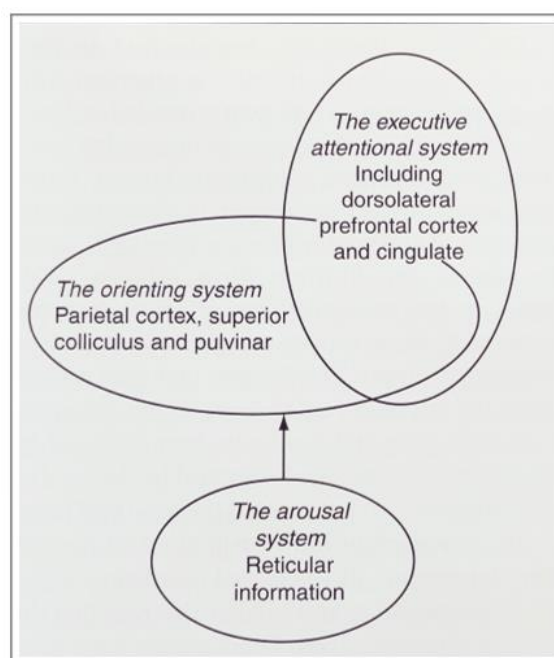 The executive
attentional system
Including
dorsolateral
prefrontal cortex
and cingulate
The orienting system
Parietal cortex, superior
colliculus and pulvinar
The arousal
system
Reticular
information